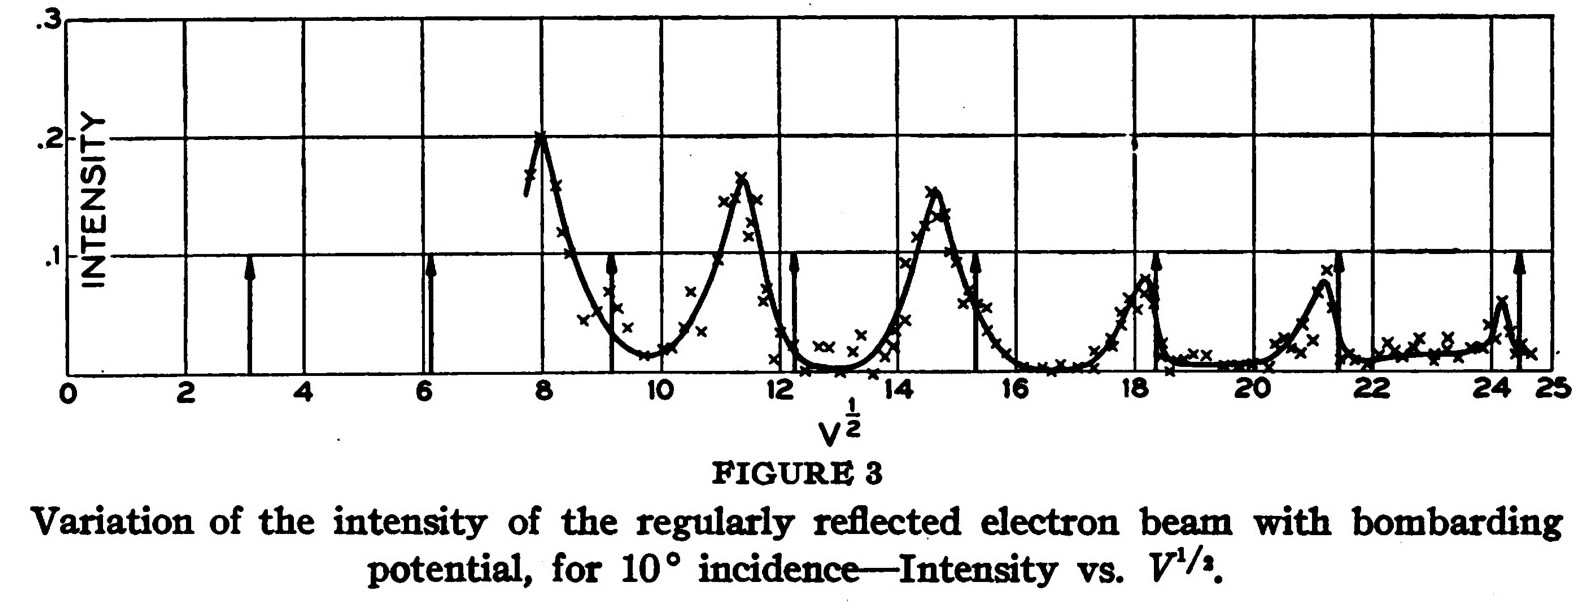 .3
.2
.1
INTENSITY
0 2 4 6 8 10 12 14 16 18 20 22 24 25
V 1/2
FIGURE 3
Variation of the intensity of the regularly reflected electron beam with bombarding
potential, for 10° incidence—Intensity vs. V^1/2.